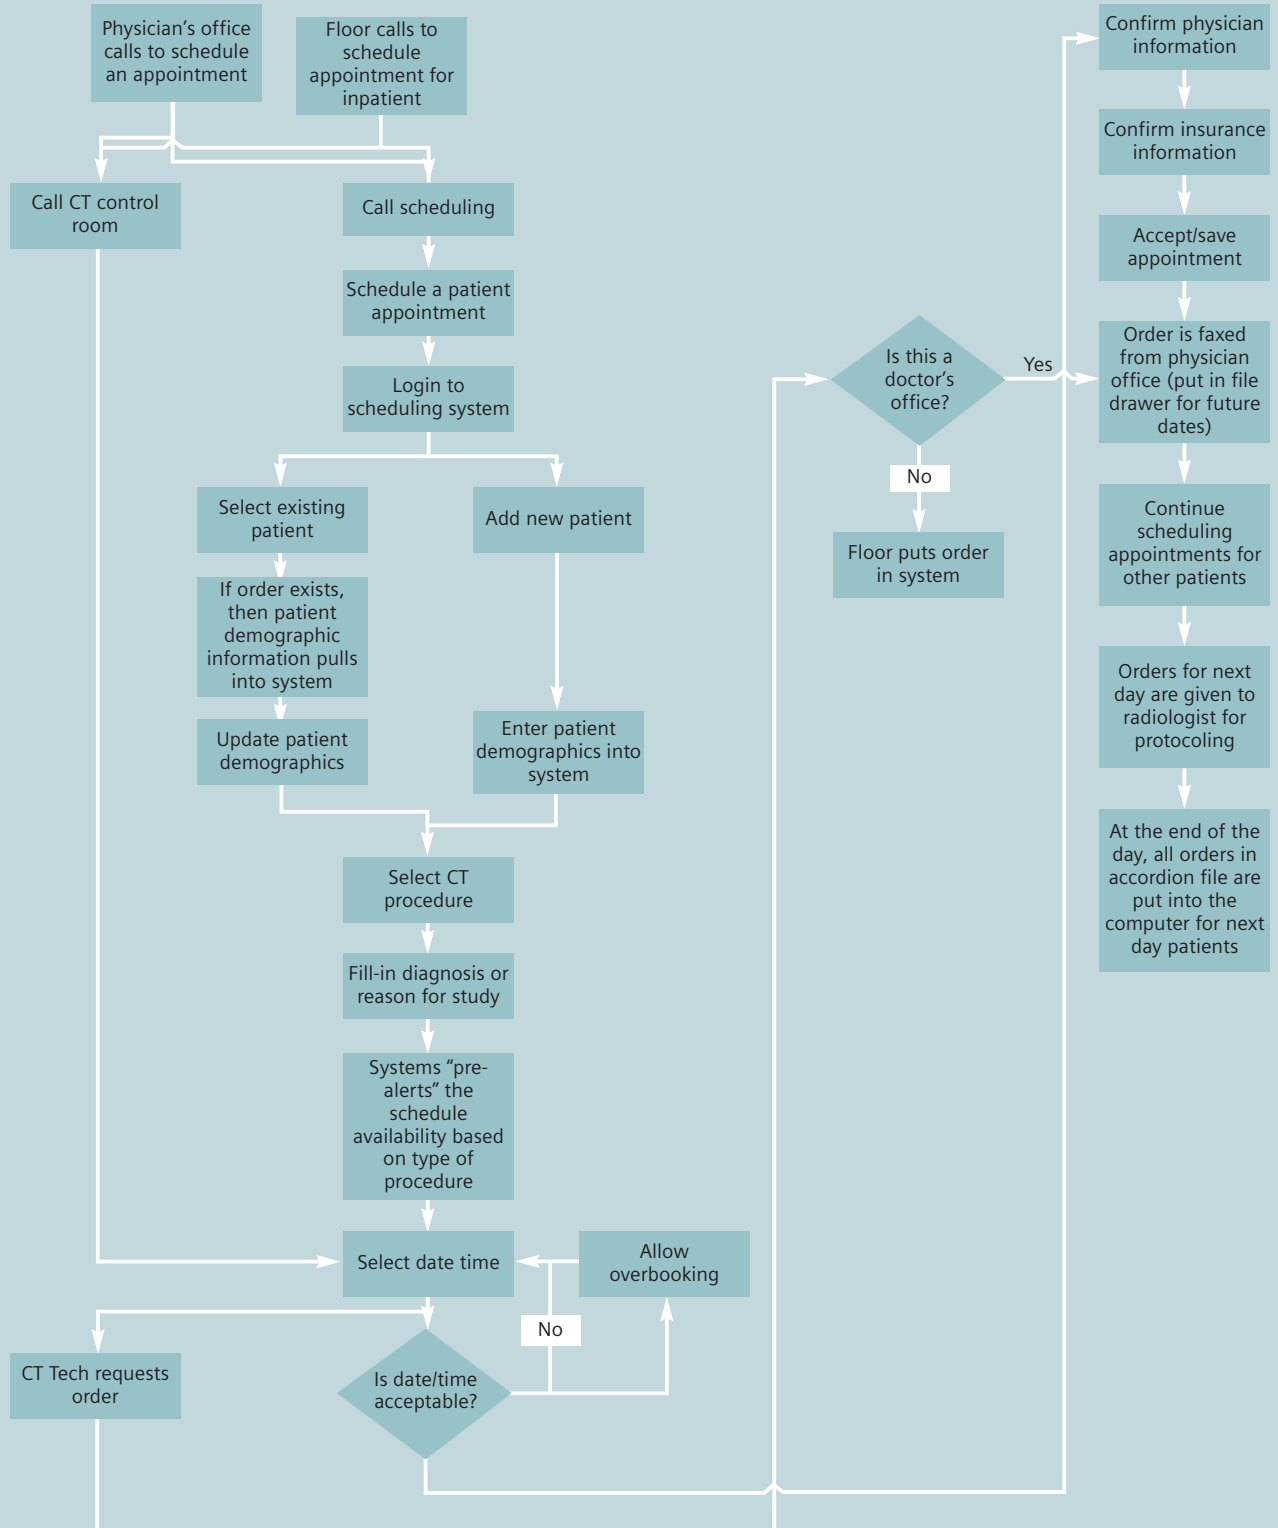 Physician's office
calls to schedule
an appointment
Floor calls to
schedule
appointment for
inpatient
Call CT control
room
Call scheduling
Schedule a patient
appointment
Login to
scheduling system
Select existing
patient
Add new patient
If order exists,
then patient
demographic
information pulls
into system
Update patient
demographics
Enter patient
demographics into
system
Select CT
procedure
Fill-in diagnosis or
reason for study
Systems "pre-
alerts" the
schedule
availability based
on type of
procedure
Select date time
Allow
overbooking
No
Is date/time
acceptable?
CT Tech requests
order
Is this a
doctor's
office?
Yes
No
Floor puts order
in system
Confirm physician
information
Confirm insurance
information
Accept/save
appointment
Order is faxed
from physician
office (put in file
drawer for future
dates)
Continue
scheduling
appointments for
other patients
Orders for next
day are given to
radiologist for
protocoling
At the end of the
day, all orders in
accordion file are
put into the
computer for next
day patients